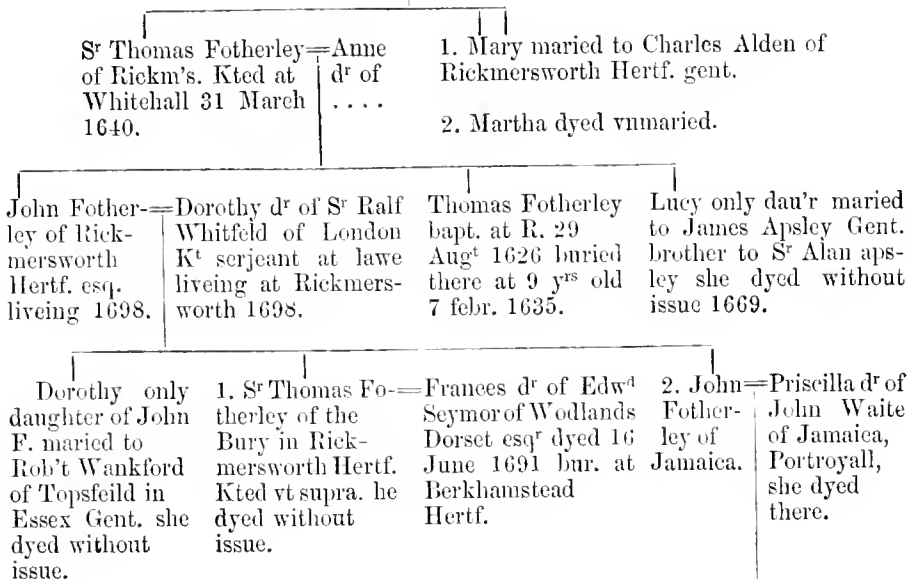 Sʳ Thomas Fotherley=Anne
of Rickm's. Kted at dʳ of
Whitehall 31 March . . . .
1640.
1. Mary maried to Charles Alden of
Rickmersworth Hertf. gent.
2. Martha dyed vnmaried.
John Fother-=
ley of Rick-
mersworth
Hertf. esq.
liveing 1698.
Dorothy dʳ of Sʳ Ralf
Whitfeld of London
Kᵗ serjeant at lawe
liveing at Rickmers-
worth 1698.
Thomas Fotherley
bapt. at R. 29
Augᵗ 1626 buried
there at 9 yʳˢ old
7 febr. 1635.
Lucy only dau'r maried
to James Apsley Gent.
brother to Sʳ Alan aps-
ley she dyed without
issue 1669.
Dorothy only
daughter of John
F. maried to
Rob't Wankford
of Topsfeild in
Essex Gent. she
dyed without
issue.
1. Sʳ Thomas Fo-=
therley of the
Bury in Rick-
mersworth Hertf.
Kted vt supra. he
dyed without
issue.
Frances dʳ of Edwᵈ
Seymor of Wodlands
Dorset esqʳ dyed 16
June 1691 bur. at
Berkhamstead
Hertf.
2. John=
Fother-
ley of
Jamaica.
Priscilla dʳ of
John Waite
of Jamaica,
Portroyall,
she dyed
there.